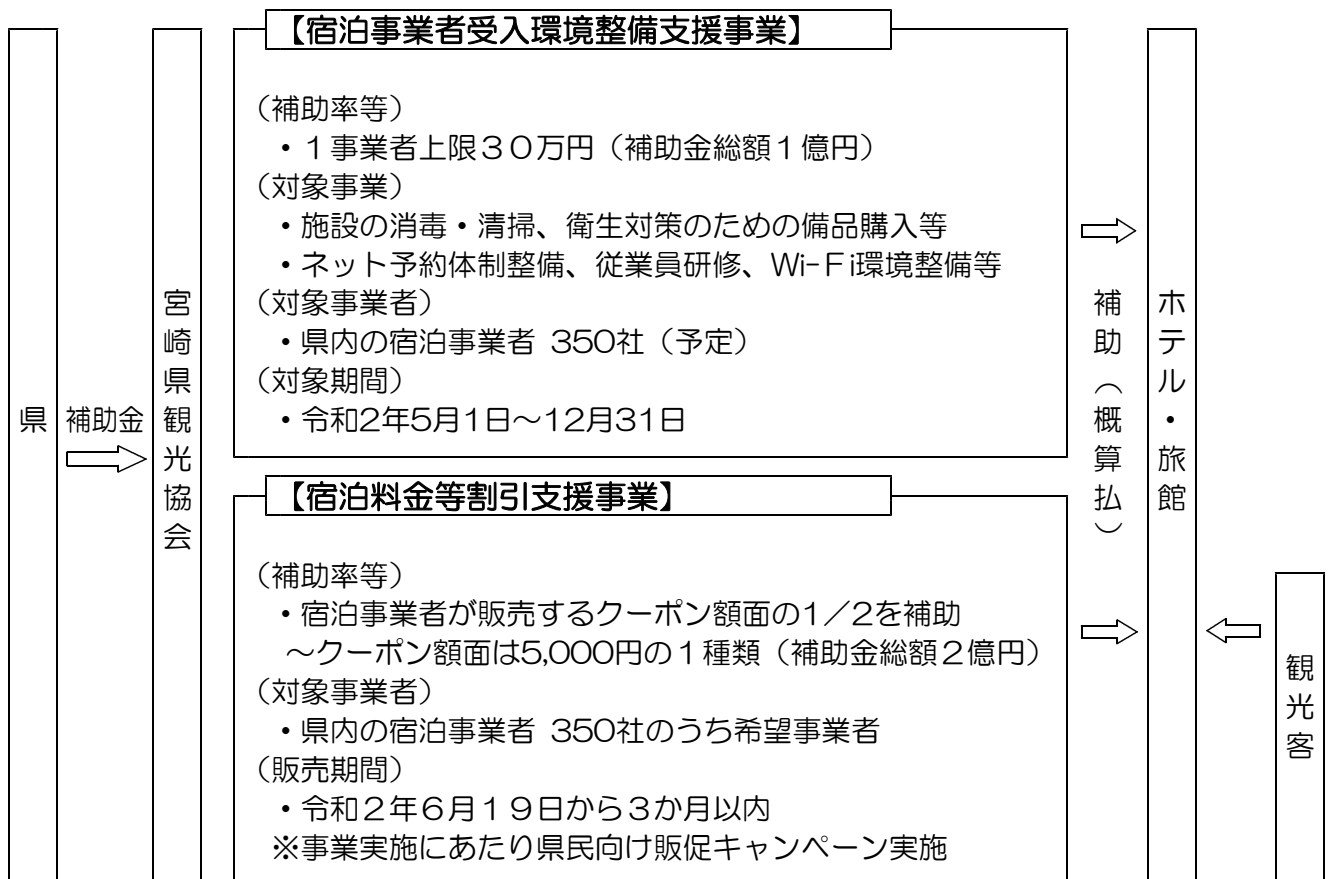 県
補助金
宮崎県観光協会
【宿泊事業者受入環境整備支援事業】
（補助率等）
・１事業者上限３０万円（補助金総額１億円）
（対象事業）
・施設の消毒・清掃、衛生対策のための備品購入等
・ネット予約体制整備、従業員研修、Wi-Ｆi環境整備等
（対象事業者）
・県内の宿泊事業者 350社（予定）
（対象期間）
・令和2年5月1日～12月31日
【宿泊料金等割引支援事業】
（補助率等）
・宿泊事業者が販売するクーポン額面の1／2を補助
～クーポン額面は5,000円の１種類（補助金総額２億円）
（対象事業者）
・県内の宿泊事業者 350社のうち希望事業者
（販売期間）
・令和２年６月１９日から３か月以内
※事業実施にあたり県民向け販促キャンペーン実施
補助（概算払）
ホテル・旅館
観光客